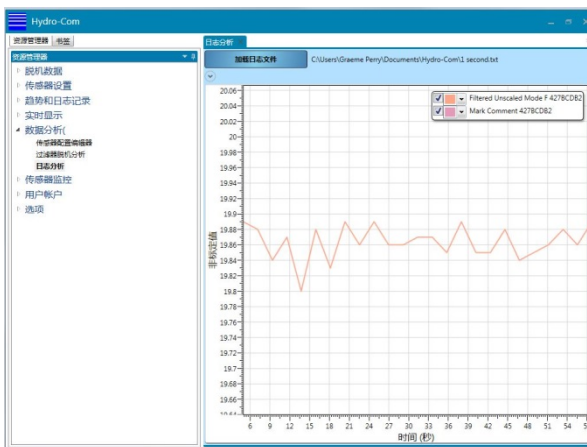 Hydro-Com
资源管理器 书签
资源管理器
脱机数据
传感器设置
趋势和日志记录
实时显示
数据分析(
传感器配置编辑器
过滤器脱机分析
日志分析
传感器监控
用户帐户
选项
日志分析
加载日志文件 C:\Users\Graeme Perry\Documents\Hydro-Com\1 second.txt
Filtered Unscaled Mode F 427BCDB2
Mark Comment 427BCDB2
非标定值
20.06
20.04
20.02
20
19.98
19.96
19.94
19.92
19.9
19.88
19.86
19.84
19.82
19.8
19.78
19.76
19.74
19.72
19.7
19.68
19.66
19.64
6 9 12 15 18 21 24 27 30 33 36 39 42 45 48 51 54
时间 (秒)